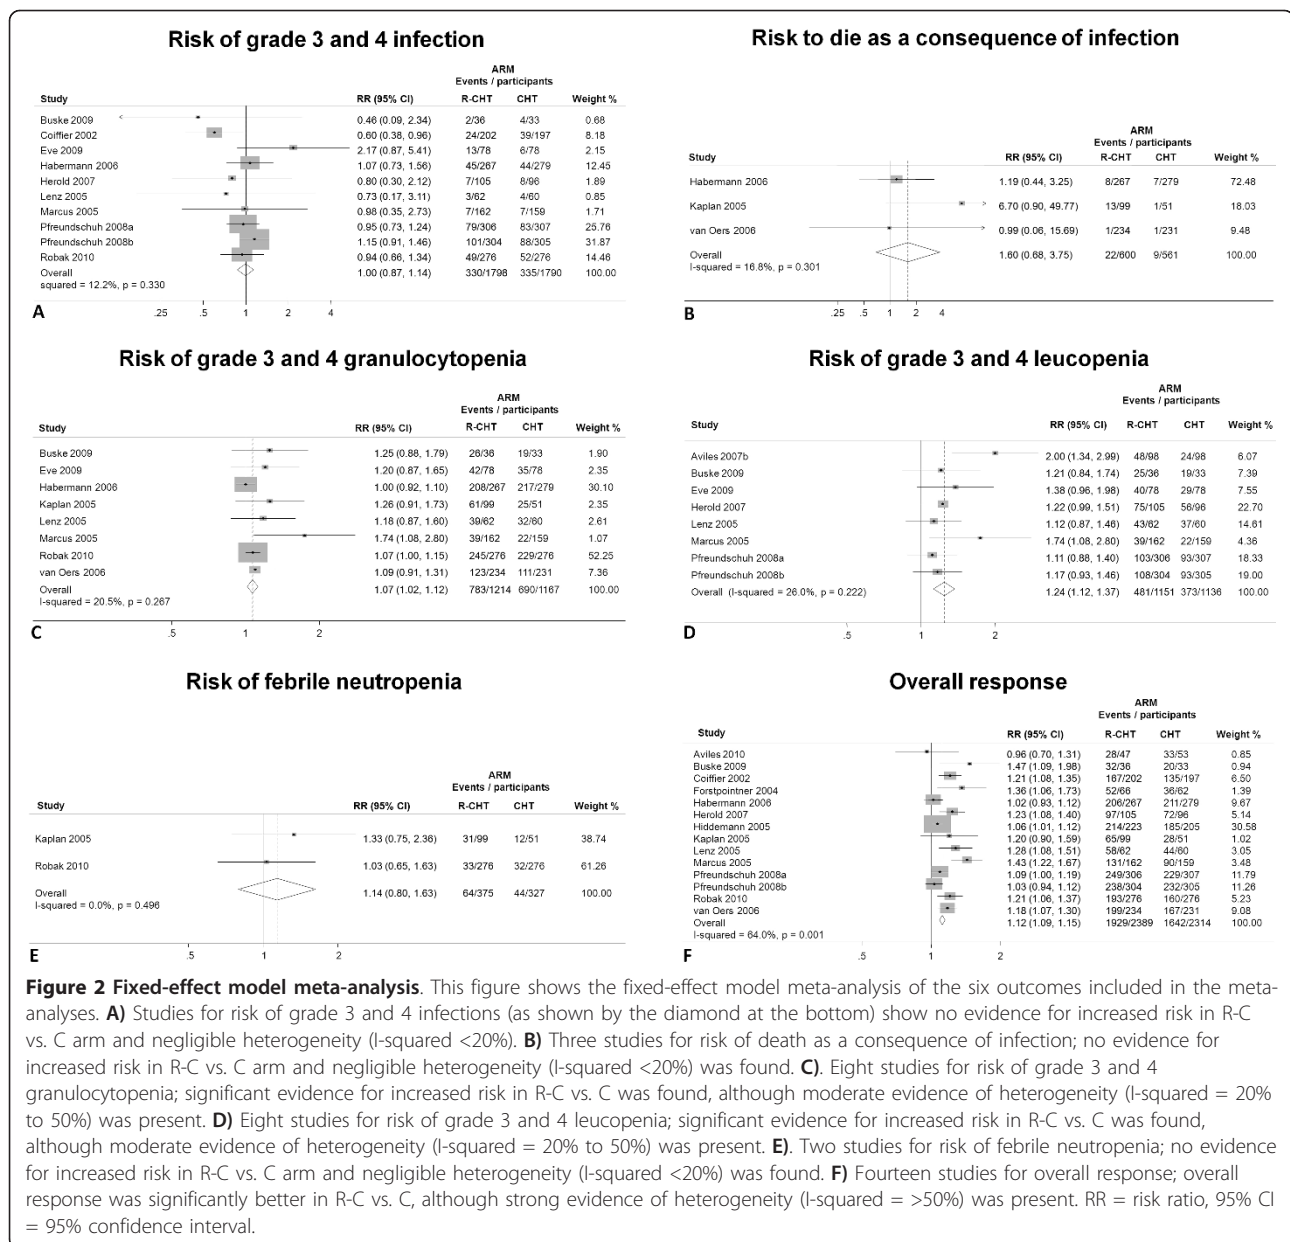 Risk of grade 3 and 4 infection
ARM
Events / participants
Study RR (95% CI) R-CHT CHT Weight %
Buske 2009 0.46 (0.09, 2.34) 2/36 4/33 0.68
Coiffier 2002 0.60 (0.38, 0.96) 24/202 39/197 8.18
Eve 2009 2.17 (0.87, 5.41) 13/78 6/78 2.15
Habermann 2006 1.07 (0.73, 1.56) 45/267 44/279 12.45
Herold 2007 0.80 (0.30, 2.12) 7/105 8/96 1.89
Lenz 2005 0.73 (0.17, 3.11) 3/62 4/60 0.85
Marcus 2005 0.98 (0.35, 2.73) 7/162 7/159 1.71
Pfreundschuh 2008a 0.95 (0.73, 1.24) 79/306 83/307 25.76
Pfreundschuh 2008b 1.15 (0.91, 1.46) 101/304 88/305 31.87
Robak 2010 0.94 (0.66, 1.34) 49/276 52/276 14.46
Overall 1.00 (0.87, 1.14) 330/1798 335/1790 100.00
squared = 12.2%, p = 0.330
A
.25 .5 1 2 4
Risk to die as a consequence of infection
ARM
Events / participants
Study RR (95% CI) R-CHT CHT Weight %
Habermann 2006 1.19 (0.44, 3.25) 8/267 7/279 72.48
Kaplan 2005 6.70 (0.90, 49.77) 13/99 1/51 18.03
van Oers 2006 0.99 (0.06, 15.69) 1/234 1/231 9.48
Overall 1.60 (0.68, 3.75) 22/600 9/561 100.00
I-squared = 16.8%, p = 0.301
B
.25 .5 1 2 4
Risk of grade 3 and 4 granulocytopenia
ARM
Events / participants
Study RR (95% CI) R-CHT CHT Weight %
Buske 2009 1.25 (0.88, 1.79) 26/36 19/33 1.90
Eve 2009 1.20 (0.87, 1.65) 42/78 35/78 2.35
Habermann 2006 1.00 (0.92, 1.10) 208/267 217/279 30.10
Kaplan 2005 1.26 (0.91, 1.73) 61/99 25/51 2.36
Lenz 2005 1.18 (0.87, 1.60) 39/62 32/60 2.61
Marcus 2005 1.74 (1.08, 2.80) 39/162 22/159 1.07
Robak 2010 1.07 (1.00, 1.15) 245/276 229/276 52.25
van Oers 2006 1.09 (0.91, 1.31) 123/234 111/231 7.36
Overall 1.07 (1.02, 1.12) 783/1214 690/1167 100.00
I-squared = 20.5%, p = 0.267
C
.5 1 2
Risk of grade 3 and 4 leucopenia
ARM
Events / participants
Study RR (95% CI) R-CHT CHT Weight %
Aviles 2007b 2.00 (1.34, 2.99) 48/98 24/98 6.07
Buske 2009 1.21 (0.84, 1.74) 25/36 19/33 7.39
Eve 2009 1.38 (0.96, 1.98) 40/78 29/78 7.55
Herold 2007 1.22 (0.99, 1.51) 75/105 56/96 22.70
Lenz 2005 1.12 (0.87, 1.46) 43/62 37/60 14.61
Marcus 2005 1.74 (1.08, 2.80) 39/162 22/159 4.36
Pfreundschuh 2008a 1.11 (0.88, 1.40) 103/306 93/307 18.33
Pfreundschuh 2008b 1.17 (0.93, 1.46) 108/304 93/305 19.00
Overall (I-squared = 26.0%, p = 0.222) 1.24 (1.12, 1.37) 481/1151 373/1136 100.00
D
.5 1 2
Risk of febrile neutropenia
ARM
Events / participants
Study RR (95% CI) R-CHT CHT Weight %
Kaplan 2005 1.33 (0.75, 2.36) 31/99 12/51 38.74
Robak 2010 1.03 (0.65, 1.63) 33/276 32/276 61.26
Overall 1.14 (0.80, 1.63) 64/375 44/327 100.00
I-squared = 0.0%, p = 0.496
E
.5 1 2
Overall response
ARM
Events / participants
Study RR (95% CI) R-CHT CHT Weight %
Aviles 2010 0.96 (0.70, 1.31) 28/47 33/53 0.85
Buske 2009 1.47 (1.09, 1.98) 32/36 20/33 0.94
Coiffier 2002 1.21 (1.08, 1.35) 167/202 135/197 6.50
Forstpointner 2004 1.36 (1.06, 1.73) 52/66 36/62 1.39
Habermann 2006 1.02 (0.93, 1.12) 206/267 211/279 9.67
Herold 2007 1.23 (1.08, 1.40) 97/105 72/96 5.14
Hiddemann 2005 1.06 (1.01, 1.12) 214/223 185/205 30.58
Kaplan 2005 1.20 (0.90, 1.59) 65/99 28/51 1.02
Lenz 2005 1.28 (1.08, 1.51) 58/62 44/60 3.05
Marcus 2005 1.43 (1.22, 1.67) 131/162 90/159 3.48
Pfreundschuh 2008a 1.09 (1.00, 1.19) 249/306 229/307 11.79
Pfreundschuh 2008b 1.03 (0.94, 1.12) 238/304 232/305 11.26
Robak 2010 1.21 (1.06, 1.37) 193/276 160/276 5.23
van Oers 2006 1.18 (1.07, 1.30) 199/234 167/231 9.08
Overall 1.12 (1.09, 1.15) 1929/2389 1642/2314 100.00
I-squared = 64.0%, p = 0.001
F
1 2
Figure 2 Fixed-effect model meta-analysis. This figure shows the fixed-effect model meta-analysis of the six outcomes included in the meta-
analyses. A) Studies for risk of grade 3 and 4 infections (as shown by the diamond at the bottom) show no evidence for increased risk in R-C
vs. C arm and negligible heterogeneity (I-squared <20%). B) Three studies for risk of death as a consequence of infection; no evidence for
increased risk in R-C vs. C arm and negligible heterogeneity (I-squared <20%) was found. C). Eight studies for risk of grade 3 and 4
granulocytopenia; significant evidence for increased risk in R-C vs. C was found, although moderate evidence of heterogeneity (I-squared = 20%
to 50%) was present. D) Eight studies for risk of grade 3 and 4 leucopenia; significant evidence for increased risk in R-C vs. C was found,
although moderate evidence of heterogeneity (I-squared = 20% to 50%) was present. E). Two studies for risk of febrile neutropenia; no evidence
for increased risk in R-C vs. C arm and negligible heterogeneity (I-squared <20%) was found. F) Fourteen studies for overall response; overall
response was significantly better in R-C vs. C, although strong evidence of heterogeneity (I-squared = >50%) was present. RR = risk ratio, 95% CI
= 95% confidence interval.